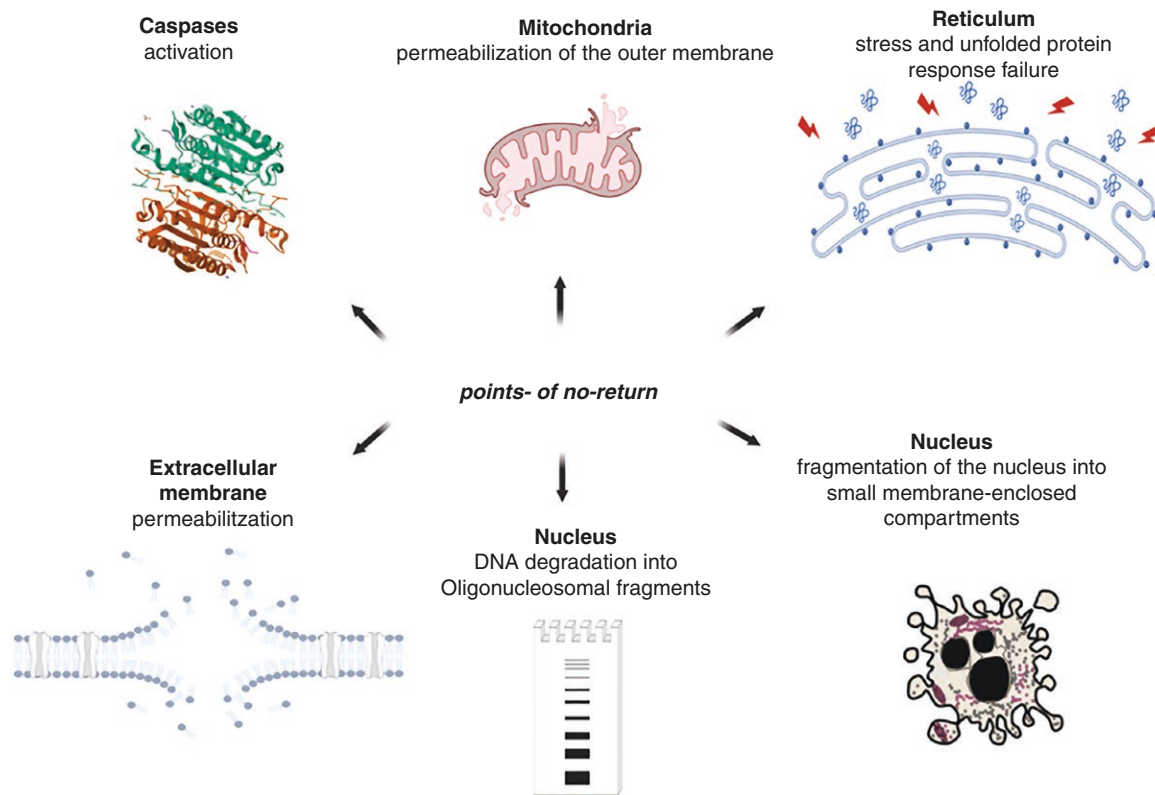 Caspases
activation
Mitochondria
permeabilization of the outer membrane
Reticulum
stress and unfolded protein
response failure
points- of no-return
Extracellular
membrane
permeabilitzation
Nucleus
DNA degradation into
Oligonucleosomal fragments
Nucleus
fragmentation of the nucleus into
small membrane-enclosed
compartments